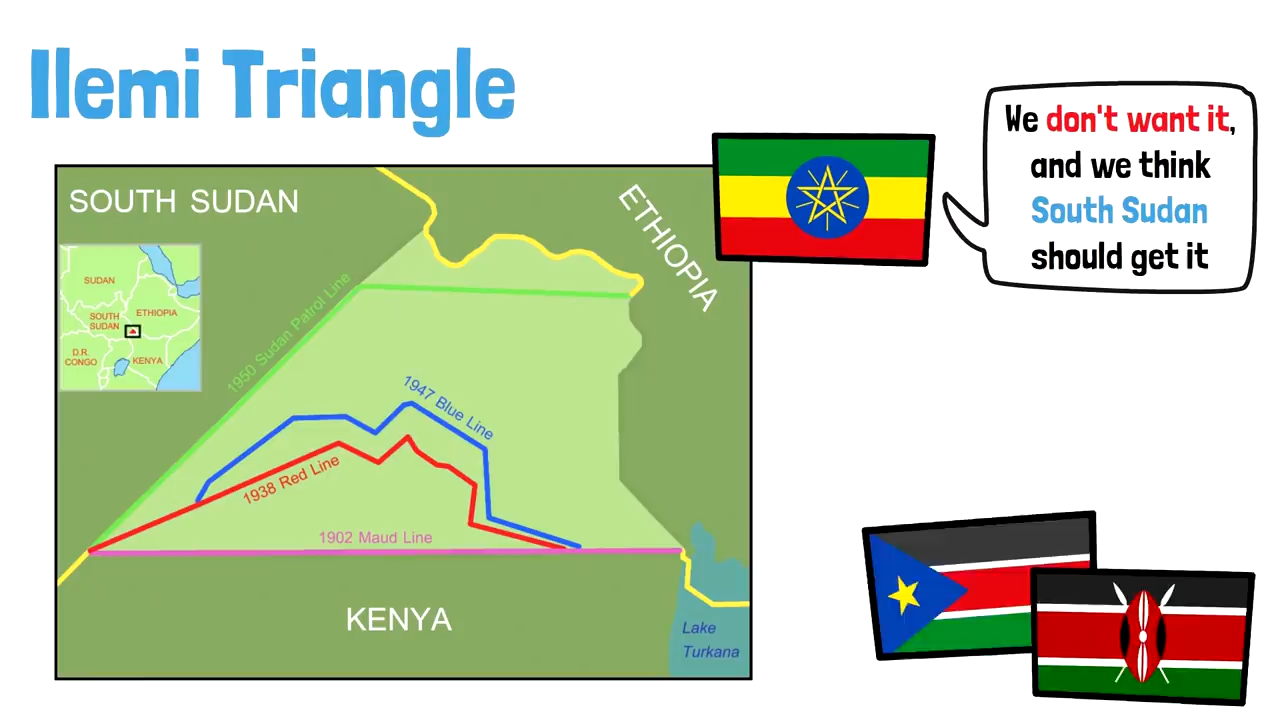 Ilemi Triangle
We don't want it,
and we think
South Sudan
should get it
SOUTH SUDAN
ETHIOPIA
SUDAN
SOUTH
SUDAN
ETHIOPIA
D.R.
CONGO
KENYA
1950 Sudan Patrol Line
1947 Blue Line
1938 Red Line
1902 Maud Line
KENYA
Lake
Turkana